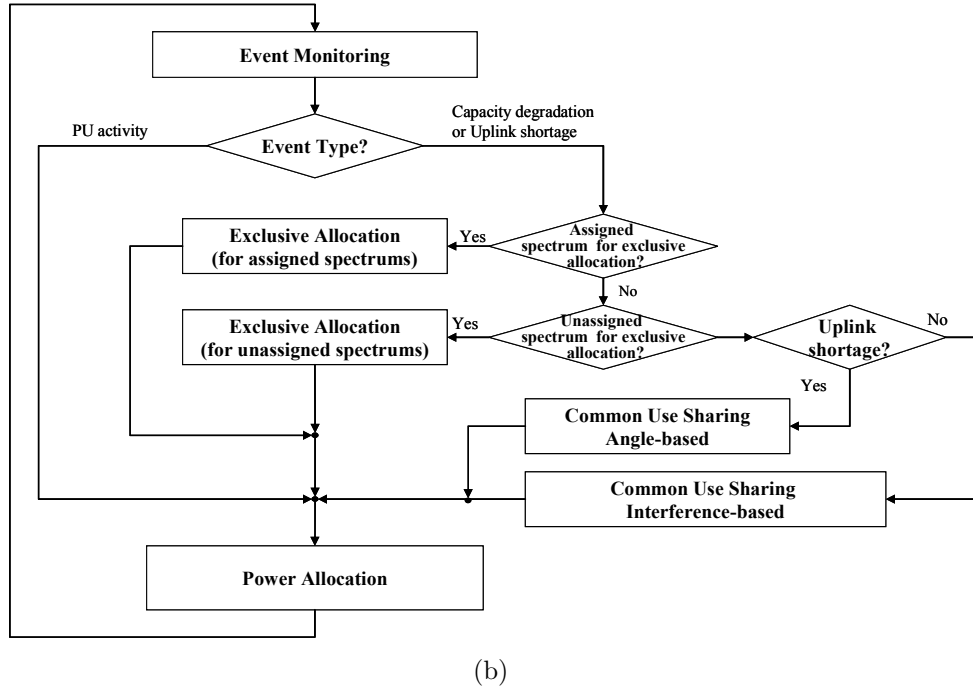 Event Monitoring
PU activity
Event Type?
Capacity degradation
or Uplink shortage
Exclusive Allocation
(for assigned spectrums)
Yes
Assigned
spectrum for exclusive
allocation?
No
Exclusive Allocation
(for unassigned spectrums)
Yes
Unassigned
spectrum for exclusive
allocation?
Uplink
shortage?
No
Yes
Common Use Sharing
Angle-based
Common Use Sharing
Interference-based
Power Allocation
(b)